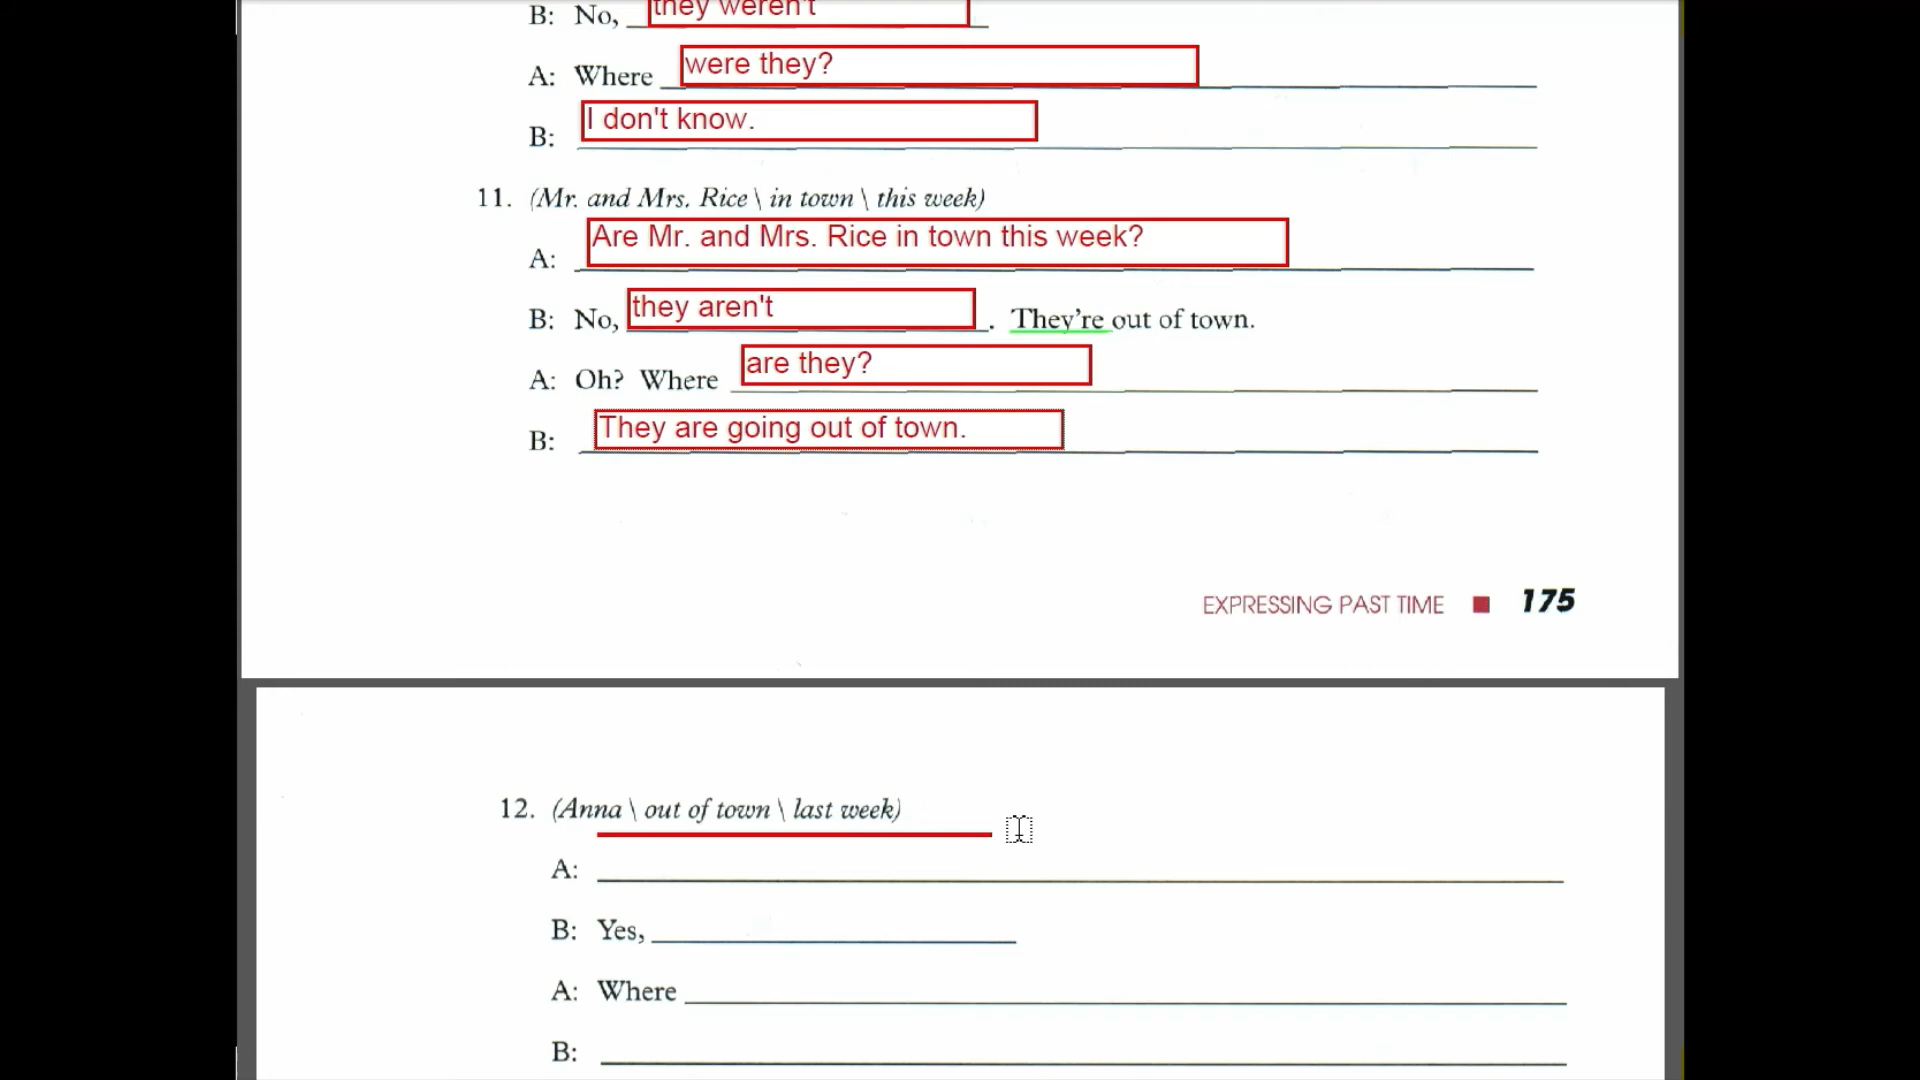 B: No, they weren't
A: Where were they?
B: I don't know.
11. (Mr. and Mrs. Rice \ in town \ this week)
A: Are Mr. and Mrs. Rice in town this week?
B: No, they aren't. They're out of town.
A: Oh? Where are they?
B: They are going out of town.
EXPRESSING PAST TIME ■ 175
12. (Anna \ out of town \ last week)
A:
B: Yes,
A: Where
B: